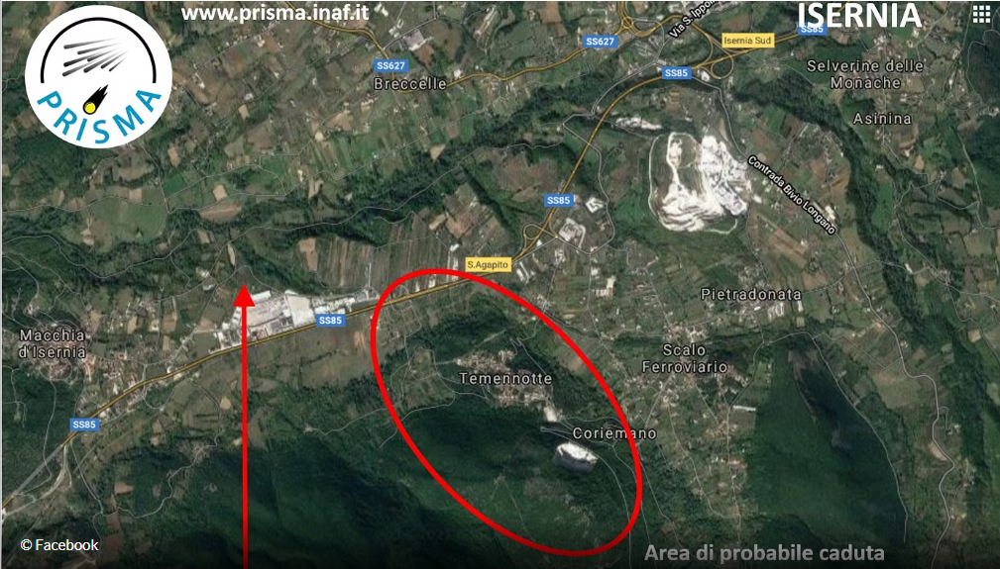 www.prisma.inaf.it
ISERNIA
PRISMA
SS627
SS627
Via S. Ippo
Isernia Sud
SS85
SS85
Breccelle
Selverine delle
Monache
Asinina
Contrada Bivio Longano
SS85
S.Agapito
Pietradonata
SS85
Macchia
d'Isernia
Scalo
Ferroviario
Temennotte
SS85
Coriemano
© Facebook
Area di probabile caduta